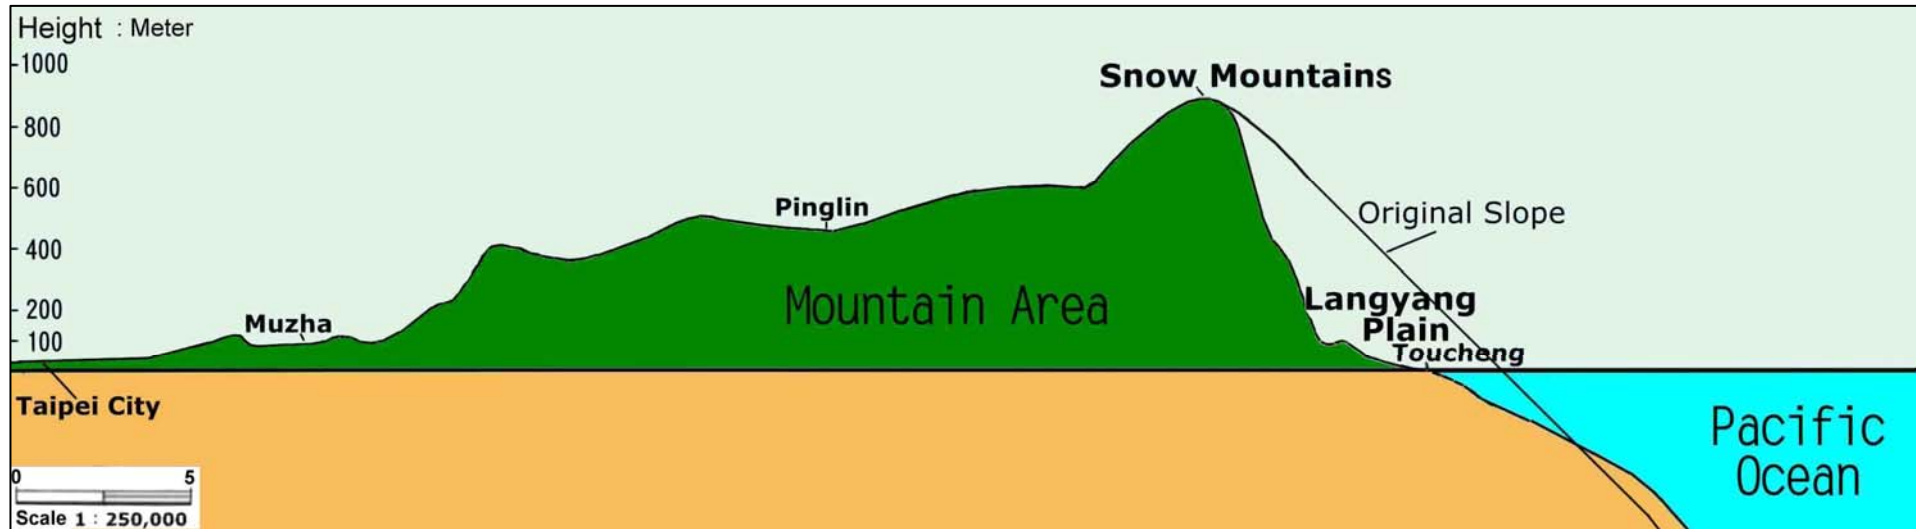 Height : Meter
1000
800
600
400
200
100
Snow Mountains
Pinglin
Original Slope
Muzha
Mountain Area
Langyang
Plain
Toucheng
Taipei City
Pacific
Ocean
0 5
Scale 1 : 250,000